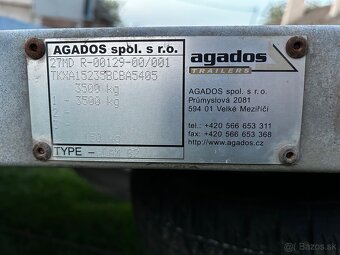 AGADOS spol. s r.o.
27MD R-00129-00/001
TKXA15235BCBA5405
3500 kg
1 - 3500 kg
2 -
TYPE -
agados
TRAILERS
AGADOS spol. s r.o.
Průmyslová 2081
594 01 Velké Meziříčí
tel.: +420 566 653 311
fax: +420 566 653 368
http://www.agados.cz
bazos.sk